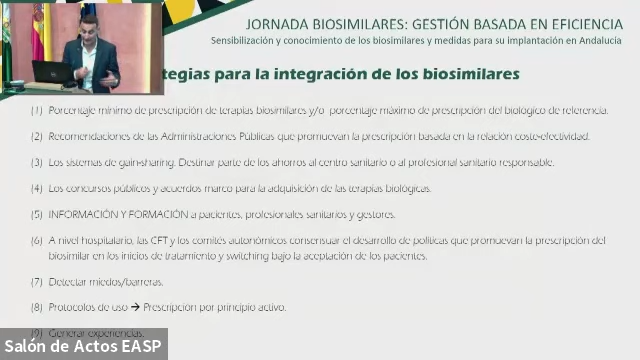 JORNADA BIOSIMILARES: GESTIÓN BASADA EN EFICIENCIA
Sensibilización y conocimiento de los biosimilares y medidas para su implantación en Andalucía
tegias para la integración de los biosimilares
(1) Porcentaje mínimo de prescripción de terapias biosimilares y/o porcentaje máximo de prescripción del biológico de referencia.
(2) Recomendaciones de las Administraciones Públicas que promuevan la prescripción basada en la relación coste-efectividad.
(3) Los sistemas de gain-sharing. Destinar parte de los ahorros al centro sanitario o al profesional sanitario responsable.
(4) Los concursos públicos y acuerdos marco para la adquisición de las terapias biológicas.
(5) INFORMACIÓN Y FORMACIÓN a pacientes, profesionales sanitarios y gestores.
(6) A nivel hospitalario, las CFT y los comités autonómicos consensuar el desarrollo de políticas que promuevan la prescripción del
biosimilar en los inicios de tratamiento y switching bajo la aceptación de los pacientes.
(7) Detectar miedos/barreras.
(8) Protocolos de uso → Prescripción por principio activo.
(9) Generar experiencias.
Salón de Actos EASP